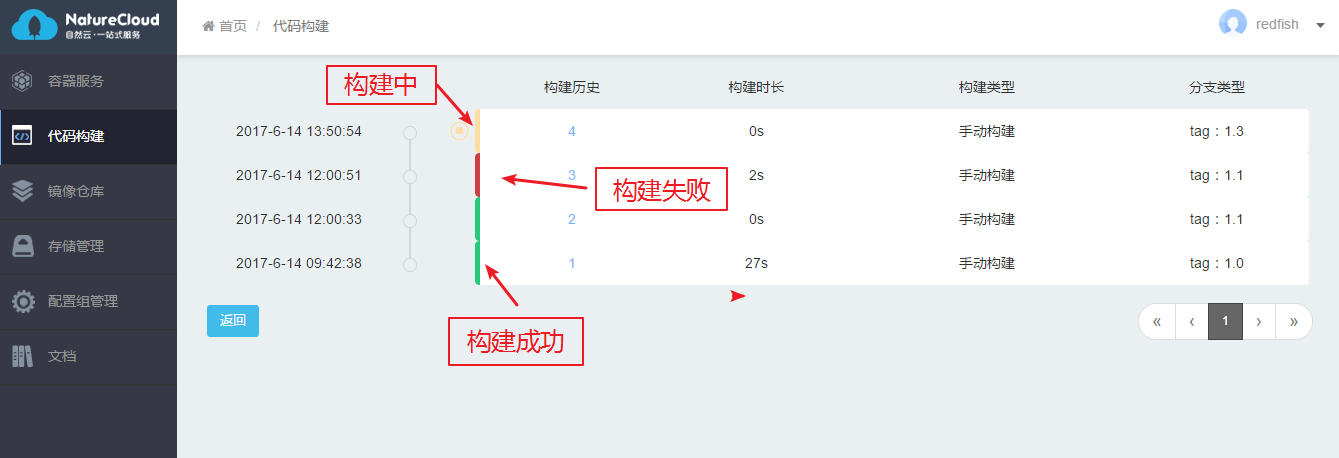 NatureCloud
自然云·一站式服务
首页 / 代码构建
redfish
容器服务
代码构建
镜像仓库
存储管理
配置组管理
文档
构建历史 构建时长 构建类型 分支类型
构建中
2017-6-14 13:50:54 4 0s 手动构建 tag：1.3
2017-6-14 12:00:51 3 2s 手动构建 tag：1.1
构建失败
2017-6-14 12:00:33 2 0s 手动构建 tag：1.1
2017-6-14 09:42:38 1 27s 手动构建 tag：1.0
构建成功
返回
« ‹ 1 › »